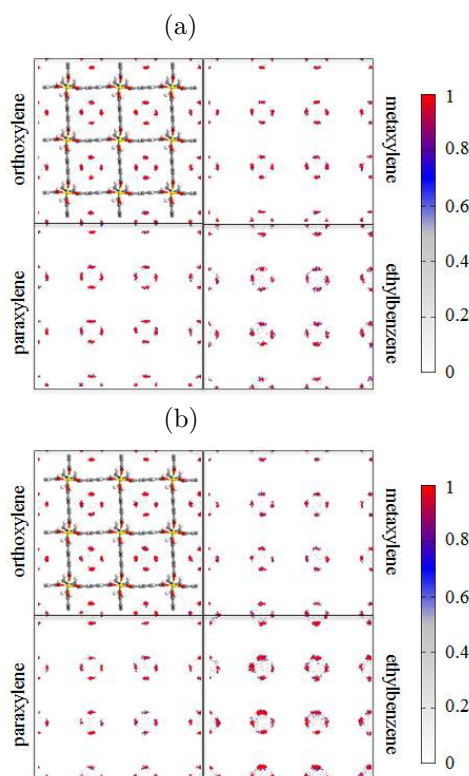 (a)
orthoxylene
metaxylene
paraxylene
ethylbenzene
1
0.8
0.6
0.4
0.2
0
(b)
orthoxylene
metaxylene
paraxylene
ethylbenzene
1
0.8
0.6
0.4
0.2
0